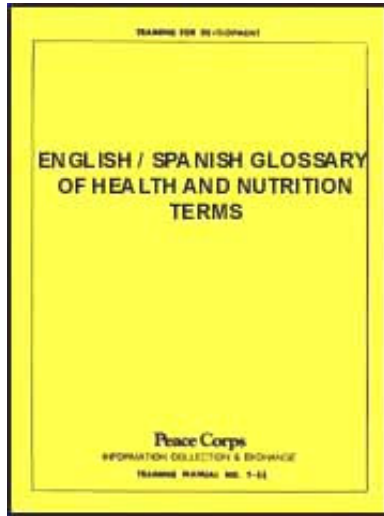 TRAINING FOR DEVELOPMENT
ENGLISH / SPANISH GLOSSARY
OF HEALTH AND NUTRITION
TERMS
Peace Corps
INFORMATION COLLECTION & EXCHANGE
TRAINING MANUAL NO.